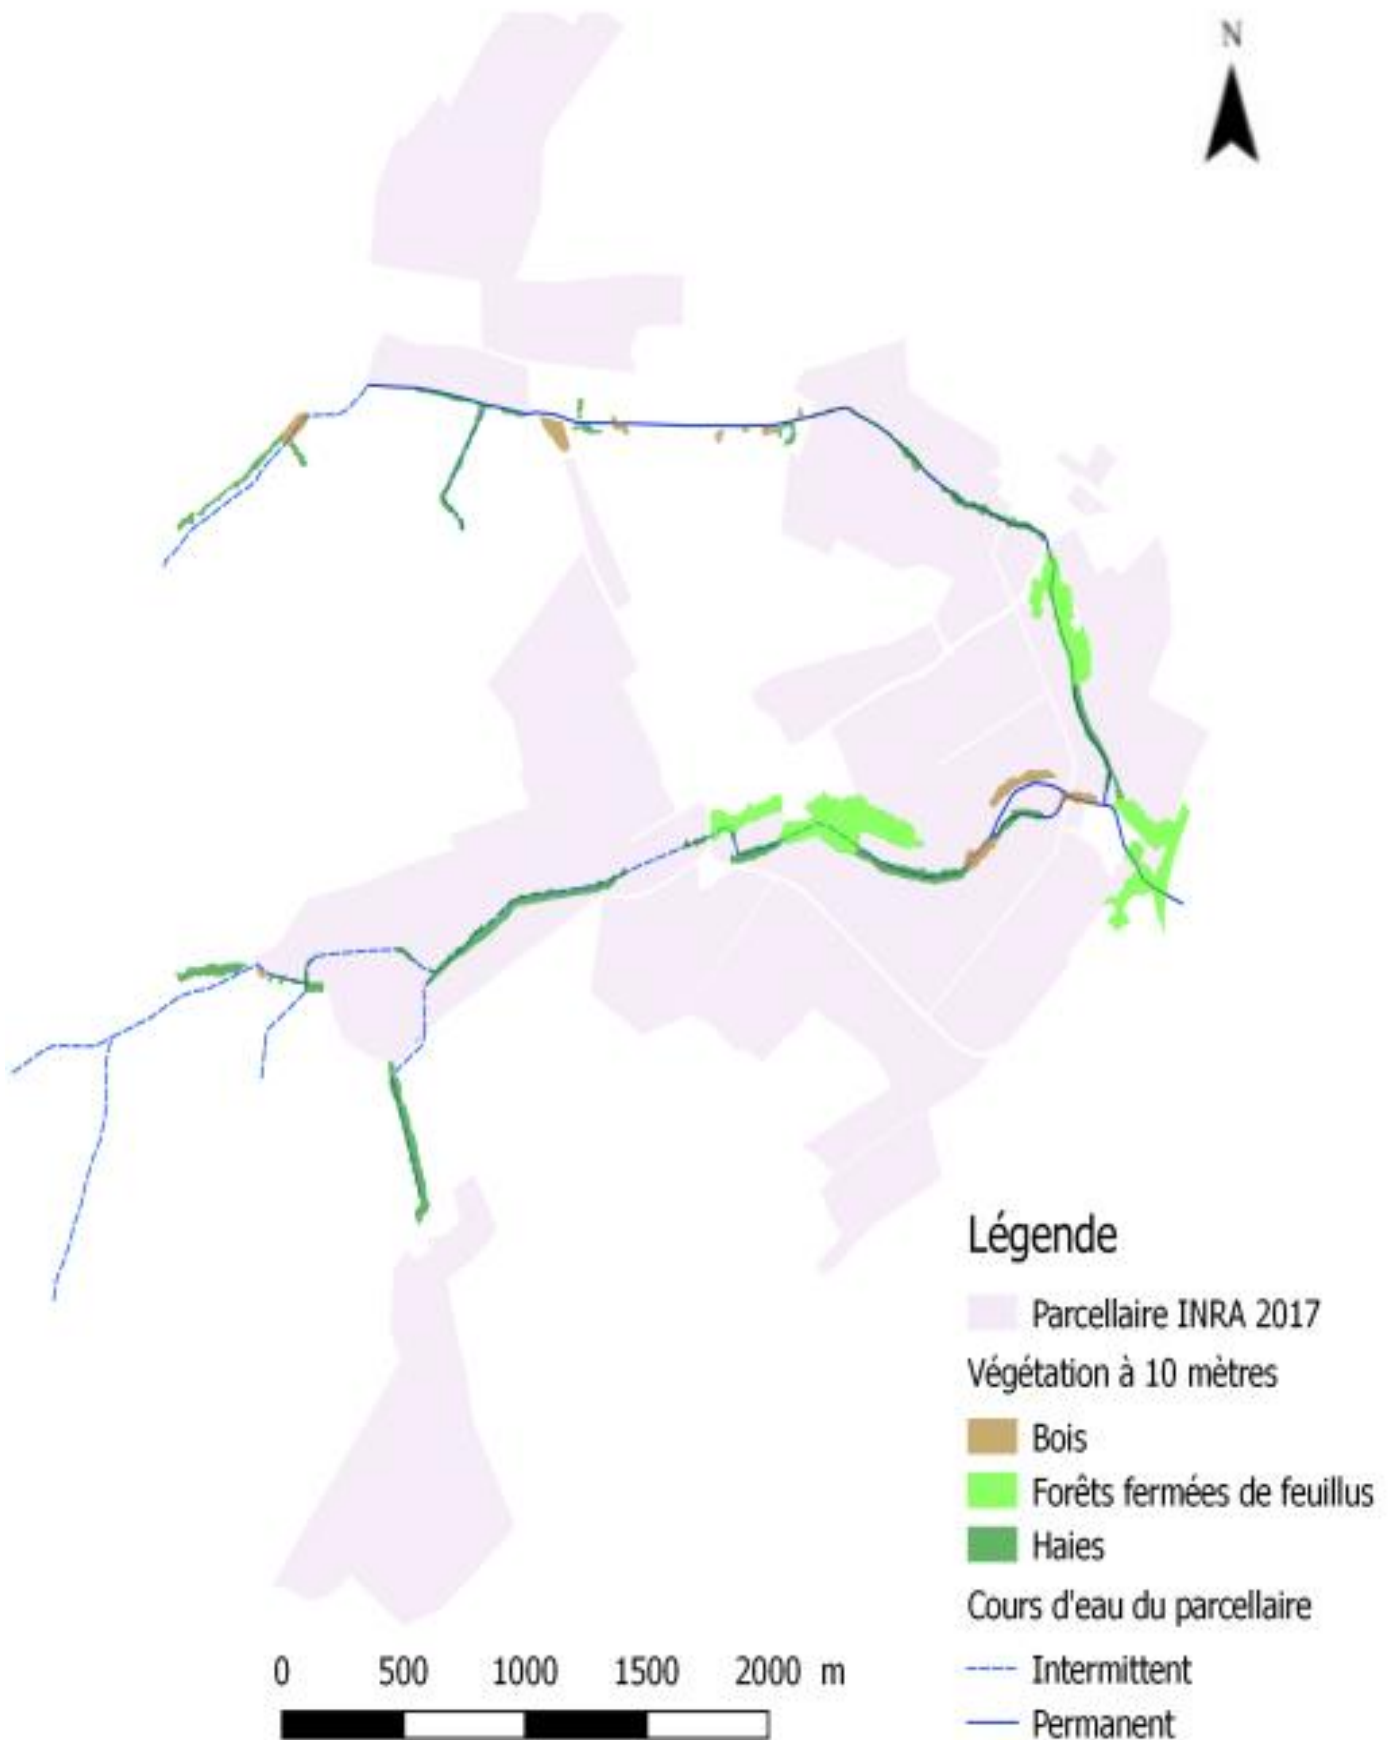 N
Légende
Parcellaire INRA 2017
Végétation à 10 mètres
Bois
Forêts fermées de feuillus
Haies
Cours d'eau du parcellaire
Intermittent
Permanent
0 500 1000 1500 2000 m